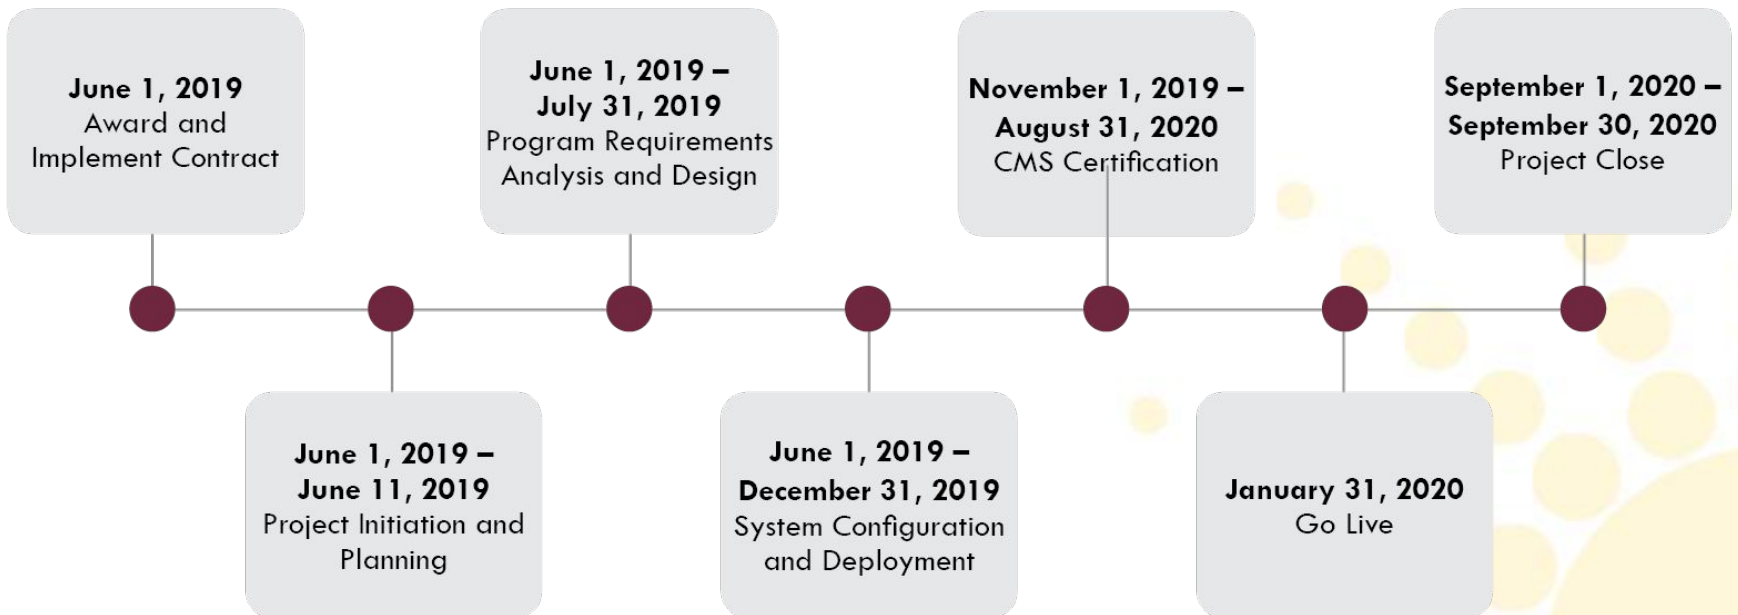 June 1, 2019
Award and
Implement Contract
June 1, 2019 –
June 11, 2019
Project Initiation and
Planning
June 1, 2019 –
July 31, 2019
Program Requirements
Analysis and Design
June 1, 2019 –
December 31, 2019
System Configuration
and Deployment
November 1, 2019 –
August 31, 2020
CMS Certification
January 31, 2020
Go Live
September 1, 2020 –
September 30, 2020
Project Close